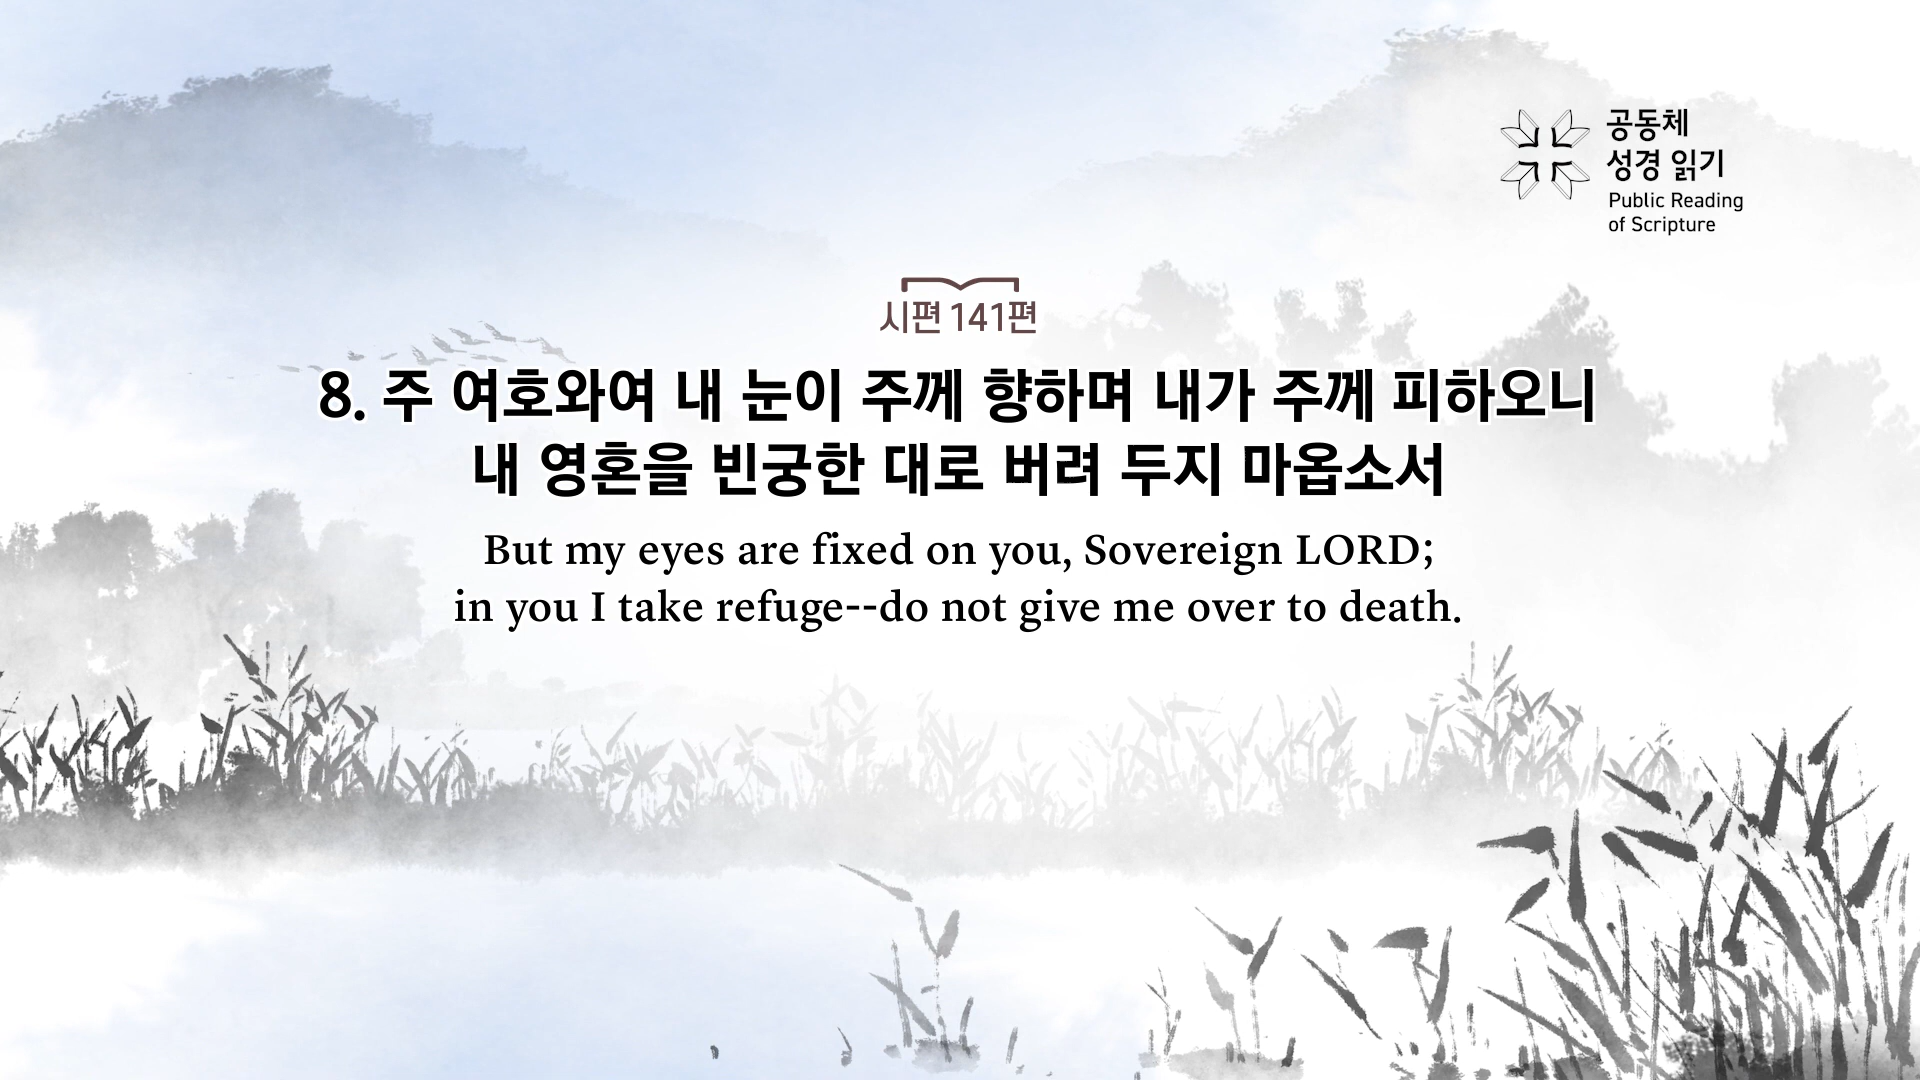 공동체
성경 읽기
Public Reading
of Scripture
시편 141편
8. 주 여호와여 내 눈이 주께 향하며 내가 주께 피하오니
내 영혼을 빈궁한 대로 버려 두지 마옵소서
But my eyes are fixed on you, Sovereign LORD;
in you I take refuge--do not give me over to death.